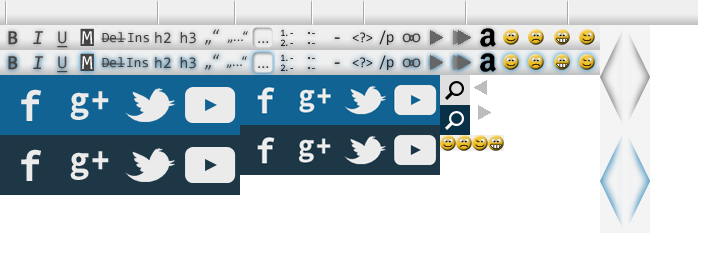 B I U M Del Ins h2 h3 „“ „...“ ... 1.- 2.- - <?> /p a
B I U M Del Ins h2 h3 „“ „...“ ... 1.- 2.- - <?> /p a
f g+ f g+
f g+ f g+